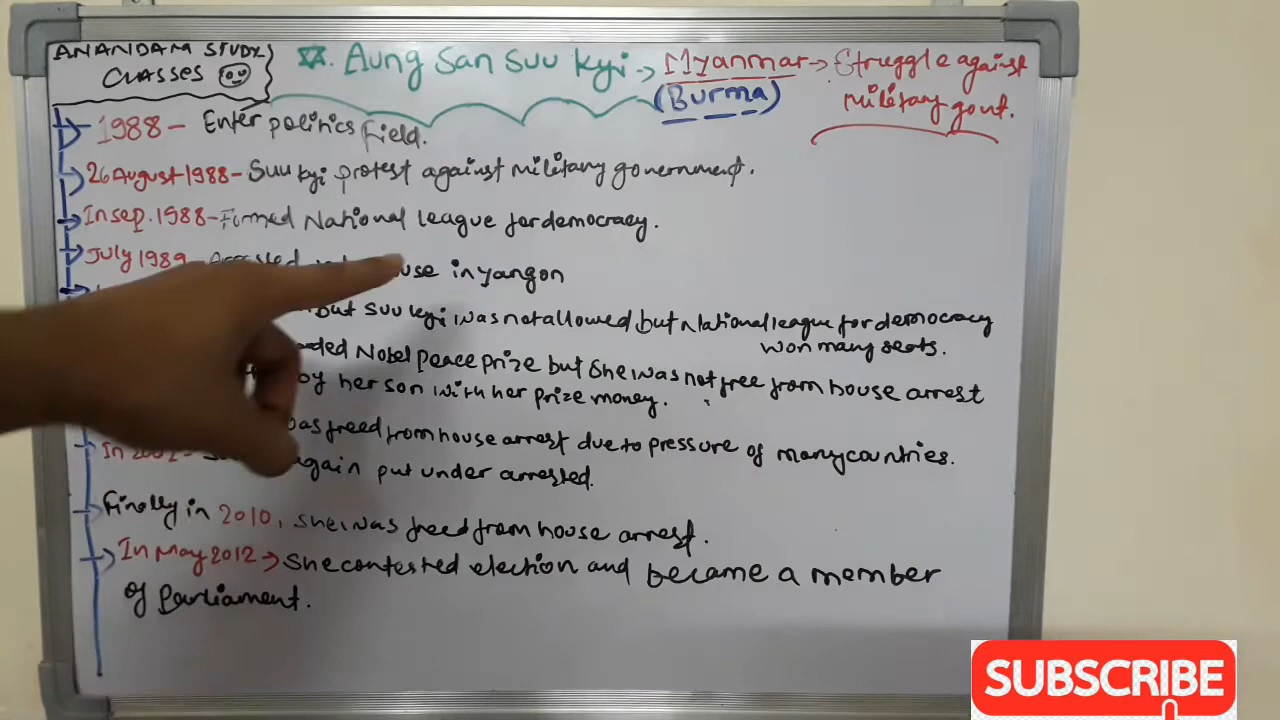 ANANDAM STUDY
CLASSES
Aung San Suu Kyi → Myanmar → Struggle against
(Burma) military govt.
1988 - Enter politics field.
26 August 1988 - Suu kyi protest against military government.
In sep. 1988 - Formed National league for democracy.
July 1989 - Arrested in Yangon
but Suu kyi was not allowed but National league for democracy
won many seats.
Nobel peace prize but she was not free from house arrest
by her son with her prize money.
was freed from house arrest due to pressure of many countries.
In again put under arrested.
Finally in 2010, she was freed from house arrest.
In May 2012 → She contested election and became a member
of Parliament.
SUBSCRIBE